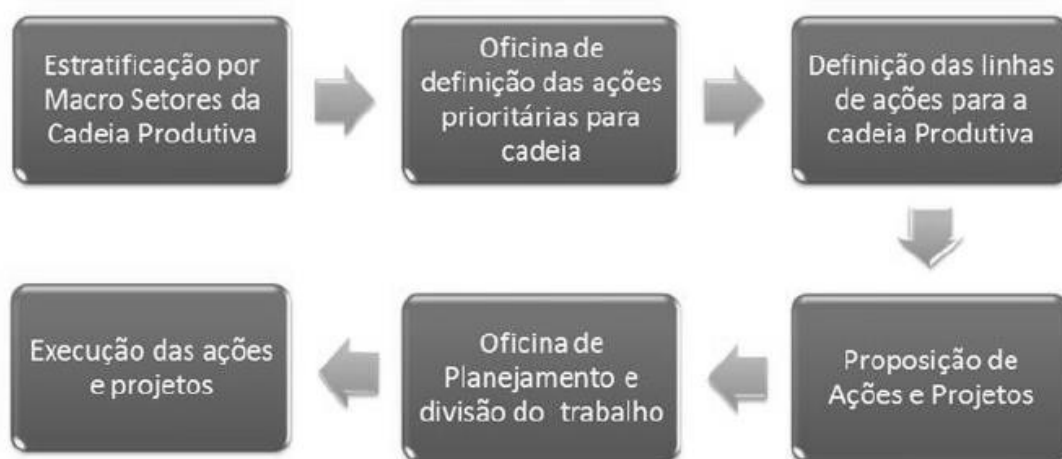 Estratificação por
Macro Setores da
Cadeia Produtiva
Oficina de
definição das ações
prioritárias para
cadeia
Definição das linhas
de ações para a
cadeia Produtiva
Proposição de
Ações e Projetos
Oficina de
Planejamento e
divisão do trabalho
Execução das ações
e projetos